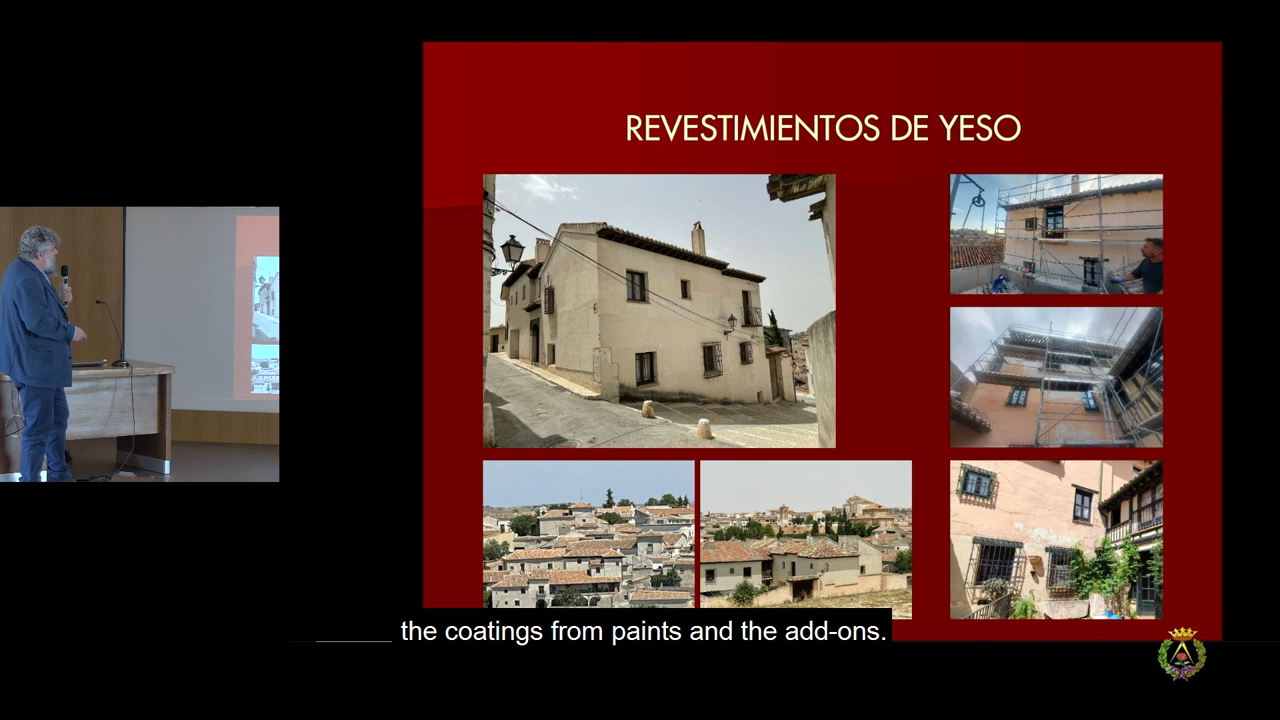 REVESTIMIENTOS DE YESO
the coatings from paints and the add-ons.